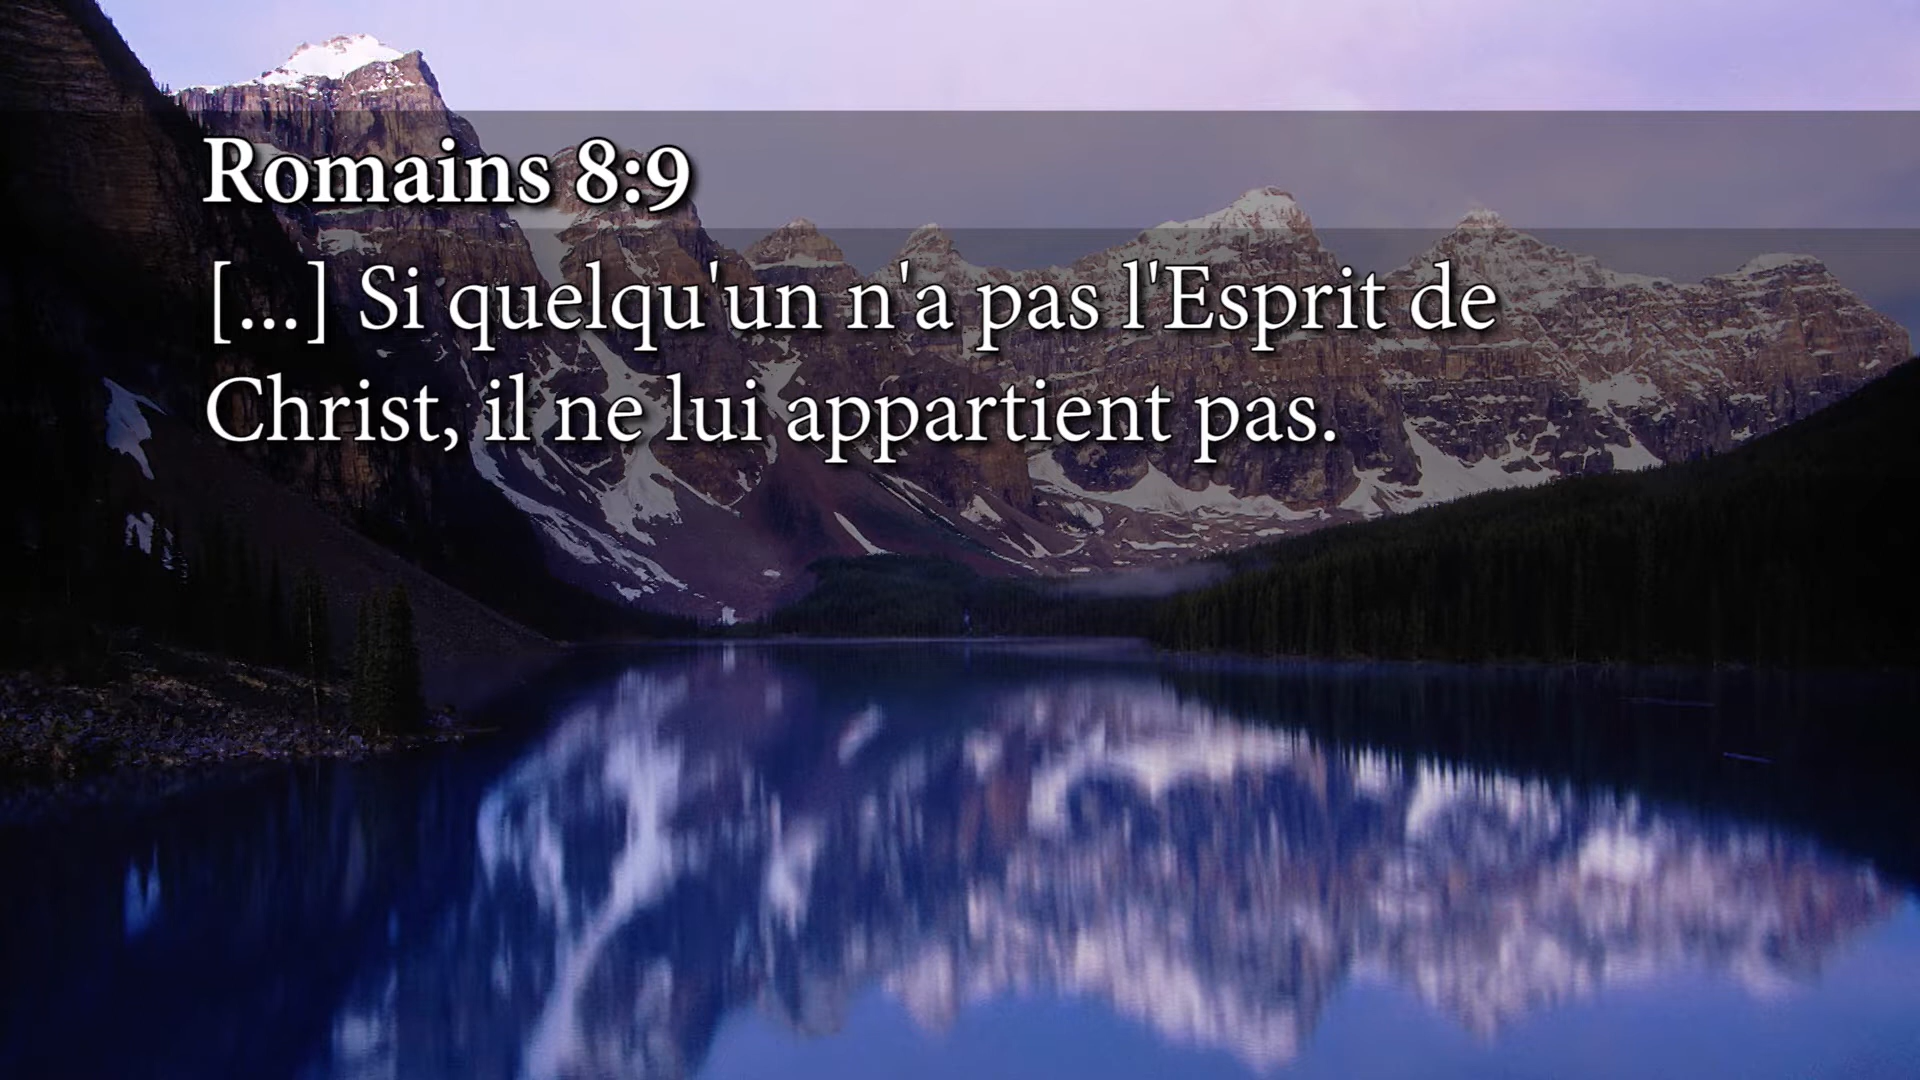 Romains 8:9
[...] Si quelqu'un n'a pas l'Esprit de
Christ, il ne lui appartient pas.